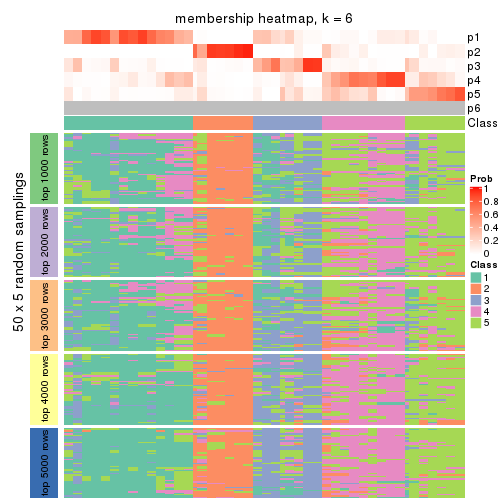 membership heatmap, k = 6
p1
p2
p3
p4
p5
p6
Class
50 x 5 random samplings
top 1000 rows
top 2000 rows
top 3000 rows
top 4000 rows
top 5000 rows
Prob
1
0.8
0.6
0.4
0.2
0
Class
1
2
3
4
5